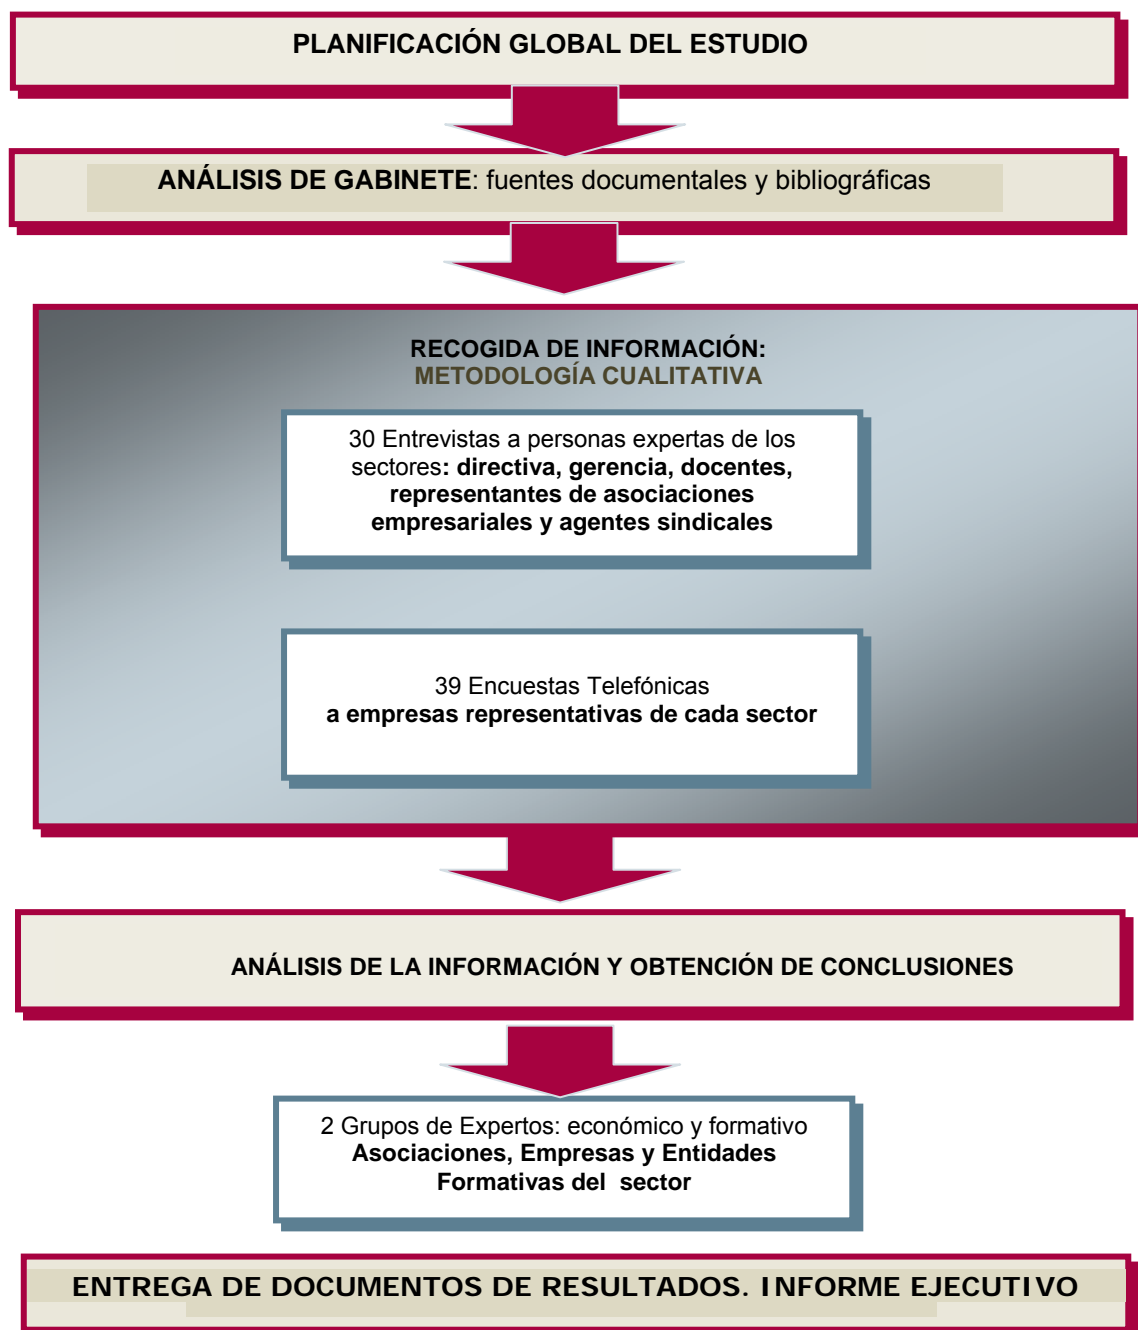 PLANIFICACIÓN GLOBAL DEL ESTUDIO
ANÁLISIS DE GABINETE: fuentes documentales y bibliográficas
RECOGIDA DE INFORMACIÓN:
METODOLOGÍA CUALITATIVA
30 Entrevistas a personas expertas de los
sectores: directiva, gerencia, docentes,
representantes de asociaciones
empresariales y agentes sindicales
39 Encuestas Telefónicas
a empresas representativas de cada sector
ANÁLISIS DE LA INFORMACIÓN Y OBTENCIÓN DE CONCLUSIONES
2 Grupos de Expertos: económico y formativo
Asociaciones, Empresas y Entidades
Formativas del sector
ENTREGA DE DOCUMENTOS DE RESULTADOS. INFORME EJECUTIVO